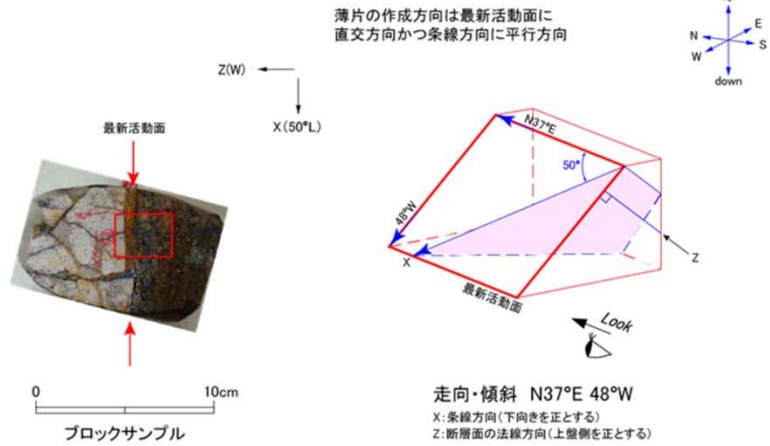 薄片の作成方向は最新活動面に
直交方向かつ条線方向に平行方向
N
E
W
S
down
Z(W)
X(50°L)
最新活動面
N37°E
50°
48°W
X
Z
最新活動面
Look
0
10cm
ブロックサンプル
走向・傾斜 N37°E 48°W
X:条線方向(下向きを正とする)
Z:断層面の法線方向(上盤側を正とする)